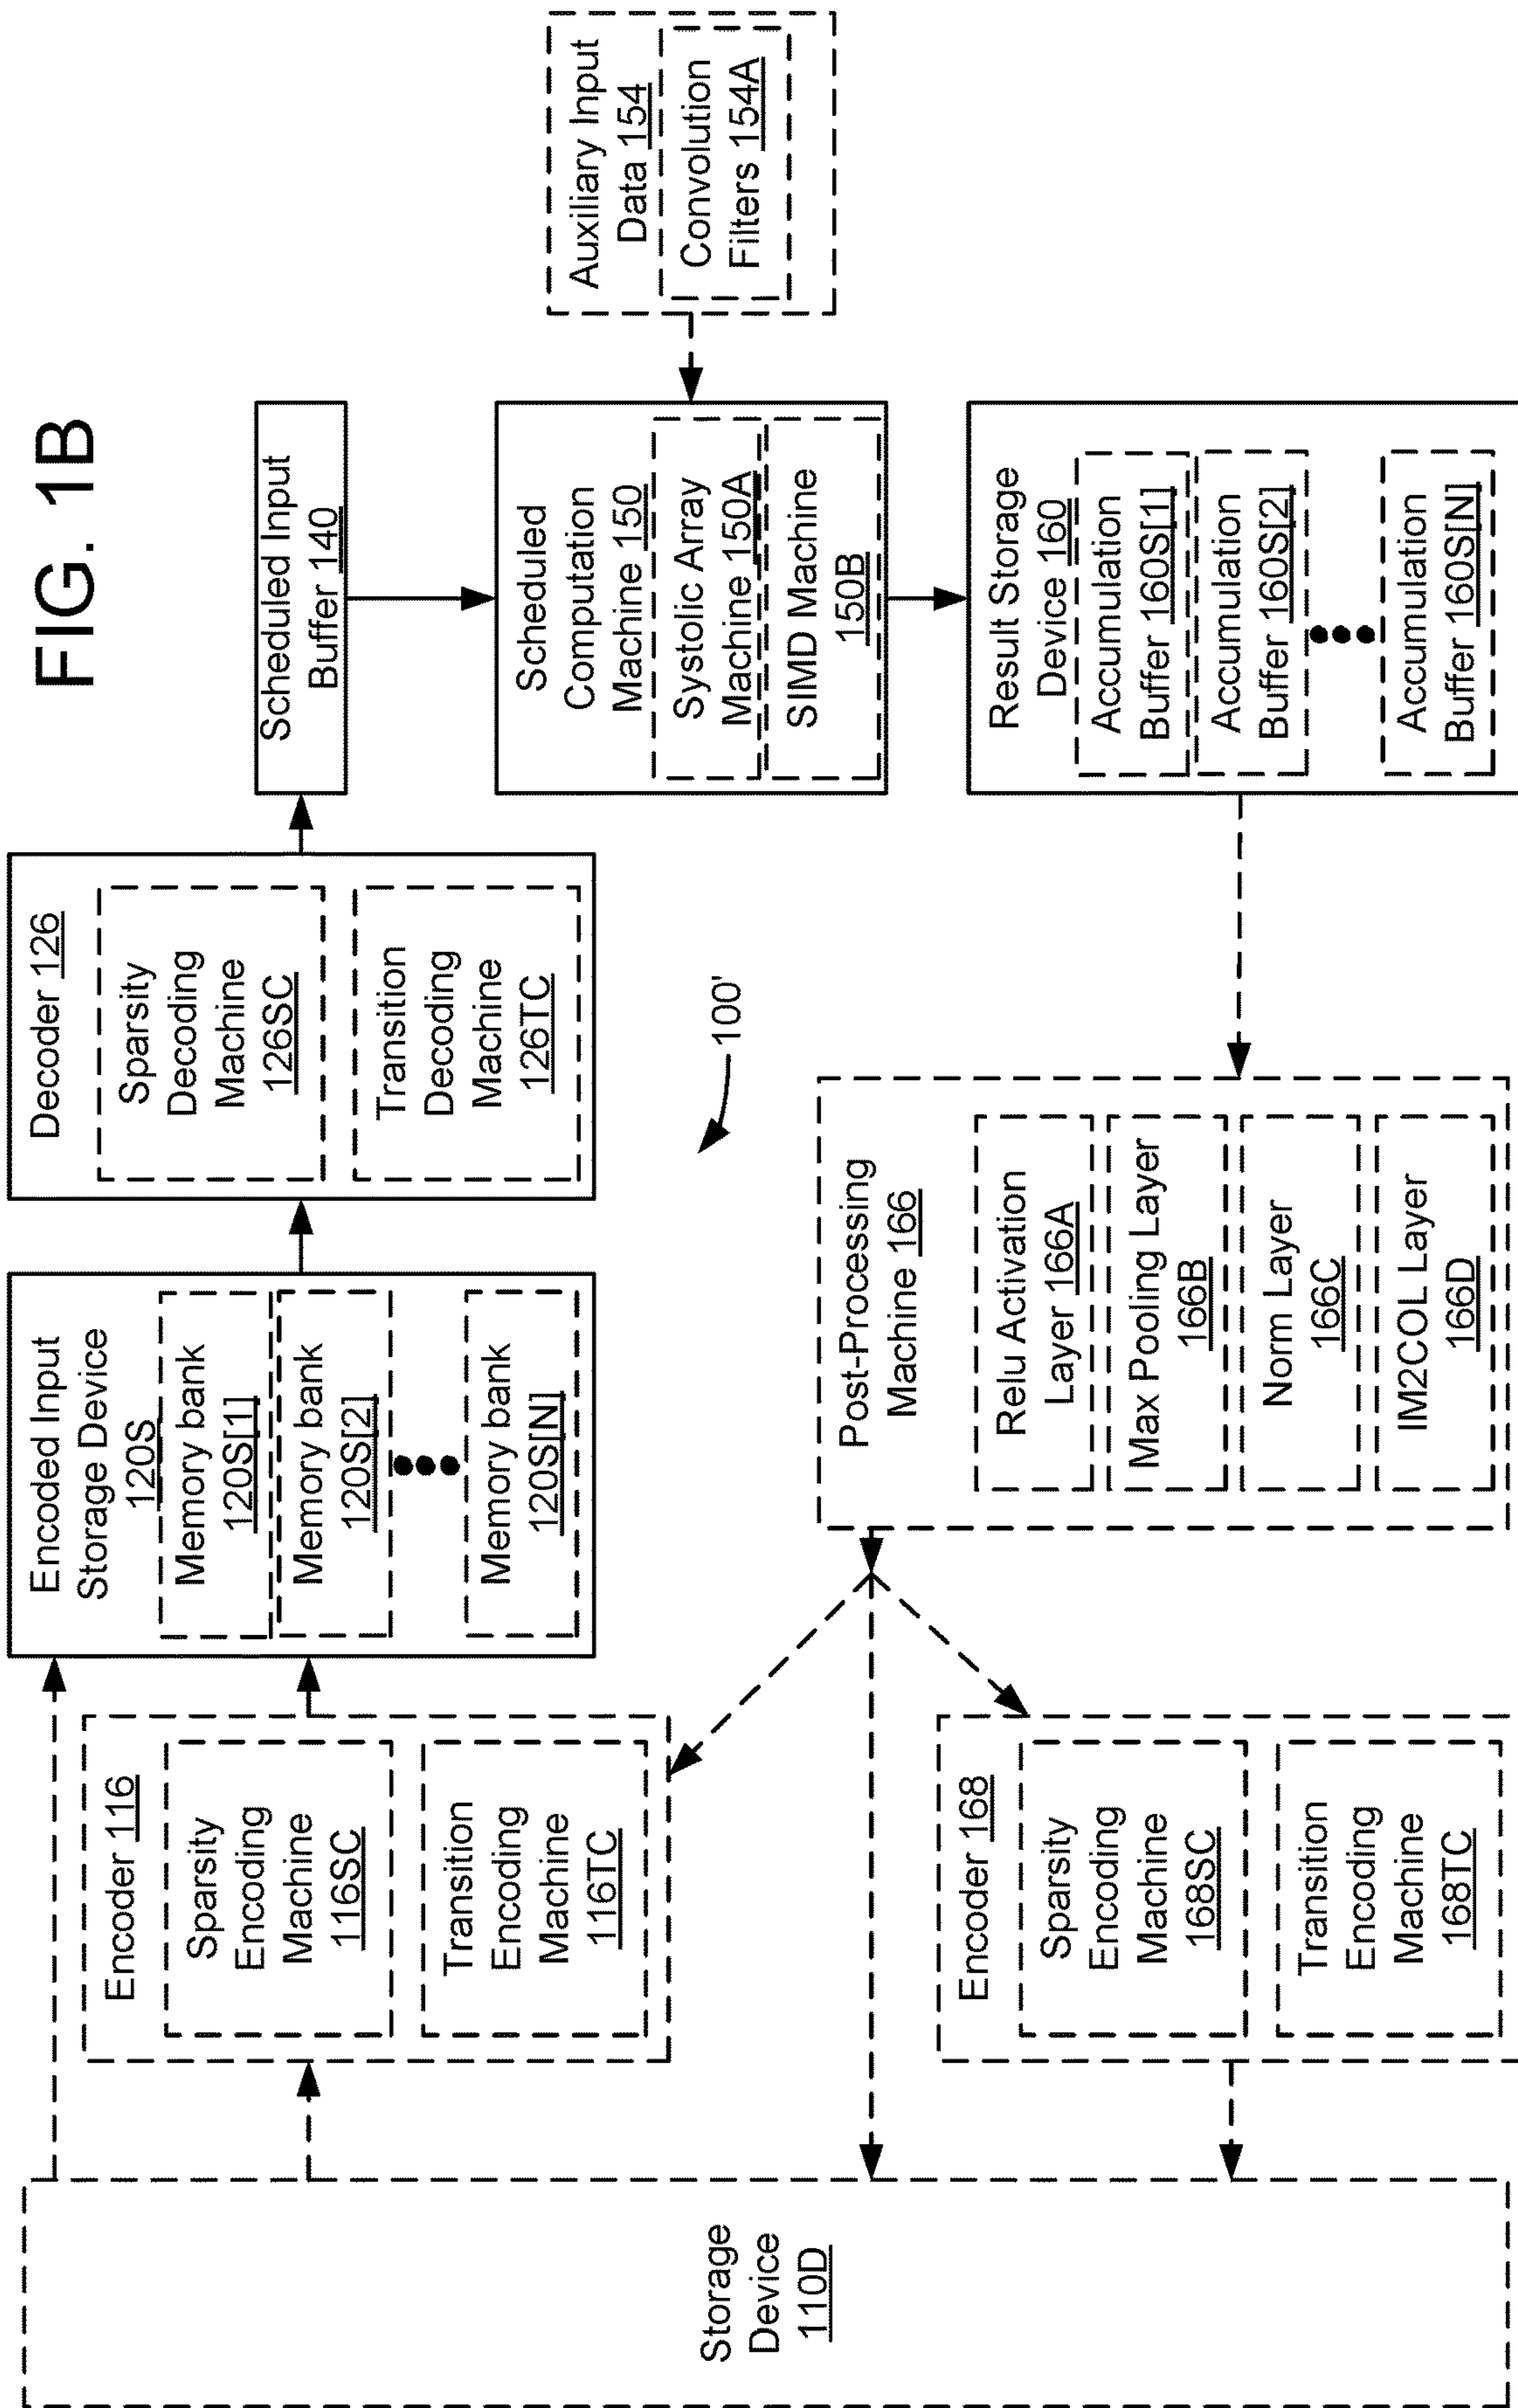 FIG. 1B
Storage
Device
110D
Encoder 116
Sparsity
Encoding
Machine
116SC
Transition
Encoding
Machine
116TC
Encoded Input
Storage Device
120S
Memory bank
120S[1]
Memory bank
120S[2]
Memory bank
120S[N]
Decoder 126
Sparsity
Decoding
Machine
126SC
Transition
Decoding
Machine
126TC
Scheduled Input
Buffer 140
Scheduled
Computation
Machine 150
Systolic Array
Machine 150A
SIMD Machine
150B
Auxiliary Input
Data 154
Convolution
Filters 154A
100'
Encoder 168
Sparsity
Encoding
Machine
168SC
Transition
Encoding
Machine
168TC
Post-Processing
Machine 166
Relu Activation
Layer 166A
Max Pooling Layer
166B
Norm Layer
166C
IM2COL Layer
166D
Result Storage
Device 160
Accumulation
Buffer 160S[1]
Accumulation
Buffer 160S[2]
Accumulation
Buffer 160S[N]